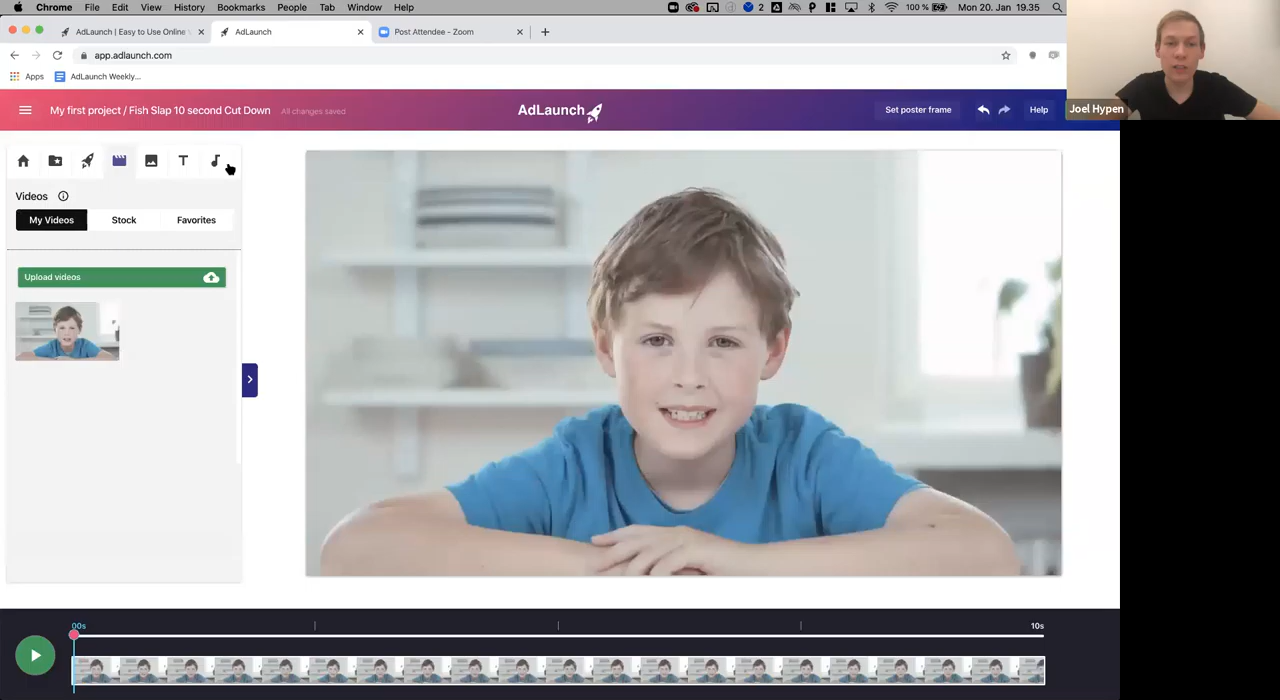 Chrome File Edit View History Bookmarks People Tab Window Help
2 100 % Mon 20. Jan 19.35
AdLaunch | Easy to Use Online
AdLaunch
Post Attendee - Zoom
app.adlaunch.com
Apps
AdLaunch Weekly...
Joel Hypen
My first project / Fish Slap 10 second Cut Down
All changes saved
AdLaunch
Set poster frame
Help
T
Videos
My Videos
Stock
Favorites
Upload videos
00s
10s